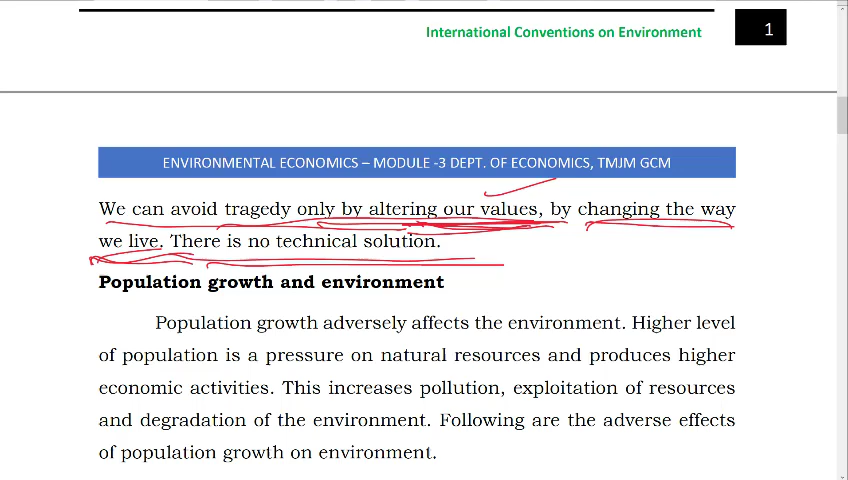 International Conventions on Environment 1
ENVIRONMENTAL ECONOMICS – MODULE -3 DEPT. OF ECONOMICS, TMJM GCM
We can avoid tragedy only by altering our values, by changing the way
we live. There is no technical solution.
Population growth and environment
Population growth adversely affects the environment. Higher level
of population is a pressure on natural resources and produces higher
economic activities. This increases pollution, exploitation of resources
and degradation of the environment. Following are the adverse effects
of population growth on environment.